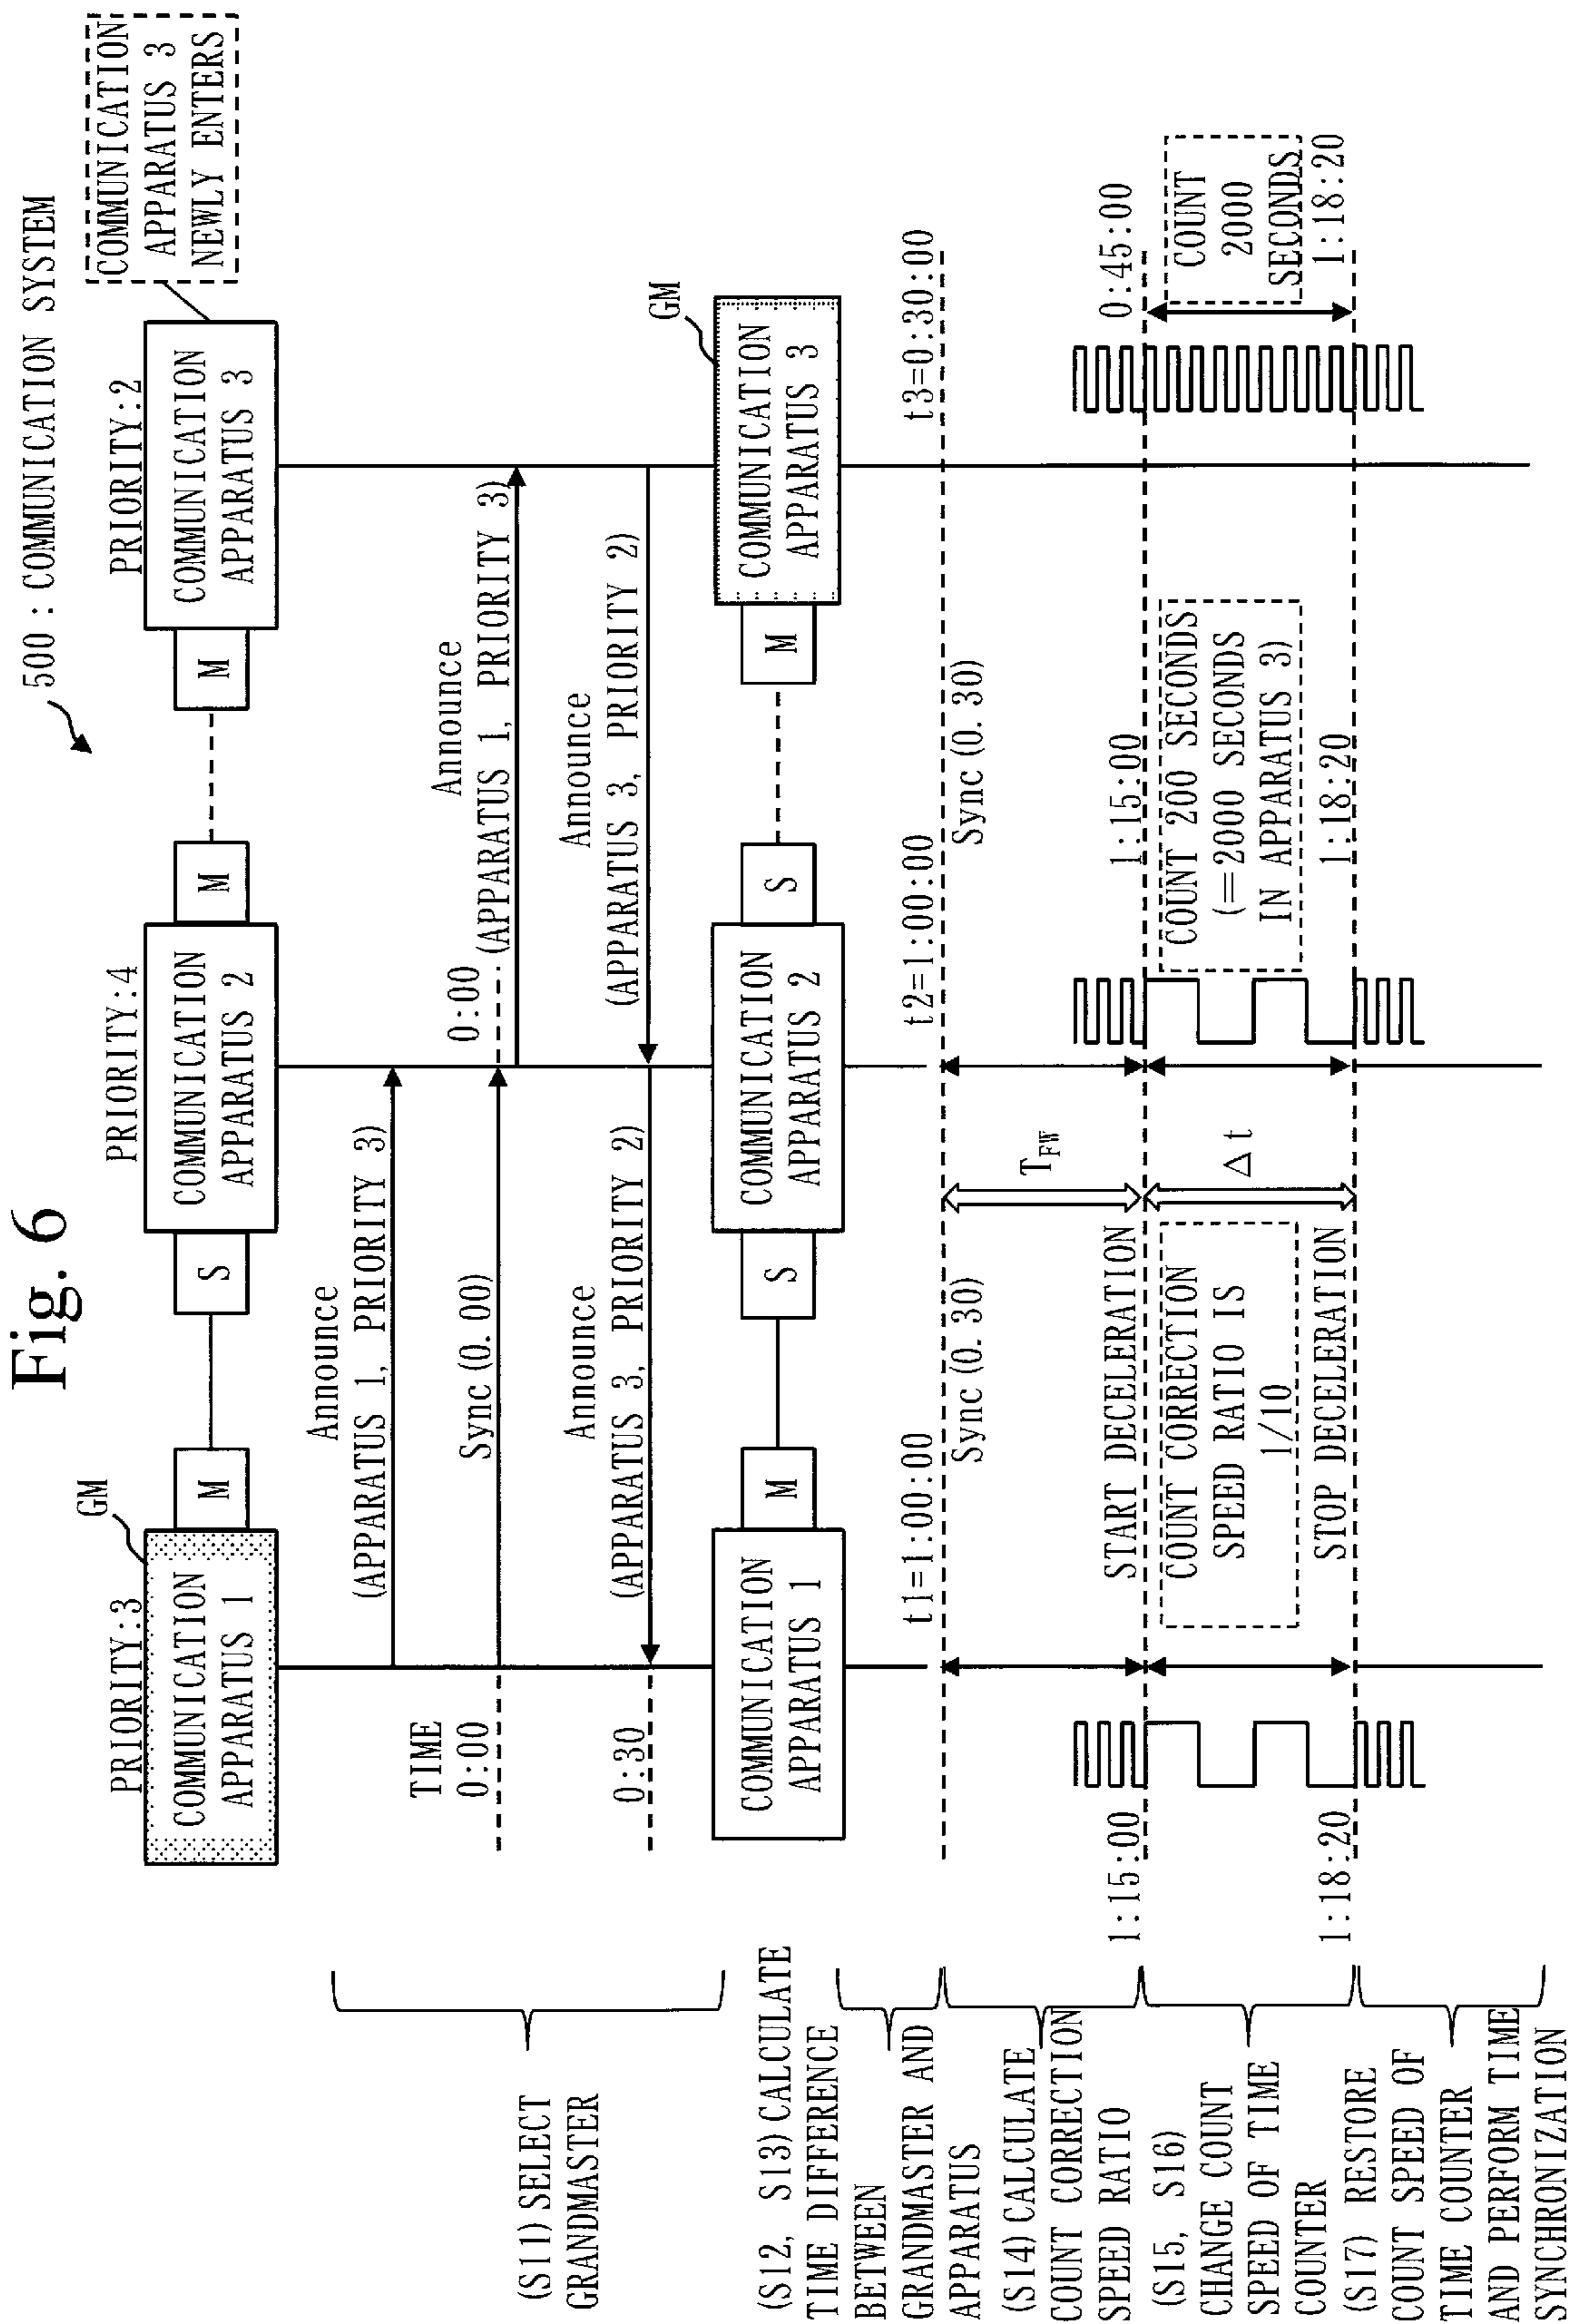 Fig. 6
500 : COMMUNICATION SYSTEM
COMMUNICATION
APPARATUS 3
NEWLY ENTERS
PRIORITY:3
PRIORITY:4
PRIORITY:2
GM
COMMUNICATION
APPARATUS 1
M
S
COMMUNICATION
APPARATUS 2
M
M
COMMUNICATION
APPARATUS 3
(S11) SELECT
GRANDMASTER
Announce
(APPARATUS 1, PRIORITY 3)
TIME
0:00
Sync (0. 00)
0:00
Announce
(APPARATUS 1, PRIORITY 3)
0:30
Announce
(APPARATUS 3, PRIORITY 2)
Announce
(APPARATUS 3, PRIORITY 2)
GM
COMMUNICATION
APPARATUS 1
M
S
COMMUNICATION
APPARATUS 2
S
M
COMMUNICATION
APPARATUS 3
(S12, S13) CALCULATE
TIME DIFFERENCE
BETWEEN
GRANDMASTER AND
APPARATUS
t1=1:00:00
t2=1:00:00
t3=0:30:00
Sync (0. 30)
Sync (0. 30)
(S14) CALCULATE
COUNT CORRECTION
SPEED RATIO
TFW
1:15:00
START DECELERATION
1:15:00
0:45:00
(S15, S16)
CHANGE COUNT
SPEED OF TIME
COUNTER
COUNT CORRECTION
SPEED RATIO IS
1/10
Δt
COUNT 200 SECONDS
(=2000 SECONDS
IN APPARATUS 3)
COUNT
2000
SECONDS
1:18:20
STOP DECELERATION
1:18:20
1:18:20
(S17) RESTORE
COUNT SPEED OF
TIME COUNTER
AND PERFORM TIME
SYNCHRONIZATION